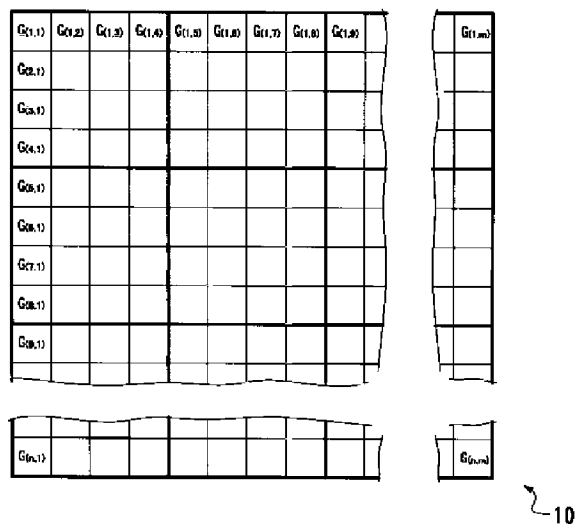 G(1,1) G(1,2) G(1,3) G(1,4) G(1,5) G(1,6) G(1,7) G(1,8) G(1,9) G(1,m)
G(2,1)
G(3,1)
G(4,1)
G(5,1)
G(6,1)
G(7,1)
G(8,1)
G(9,1)
G(n,1) G(n,m)
10